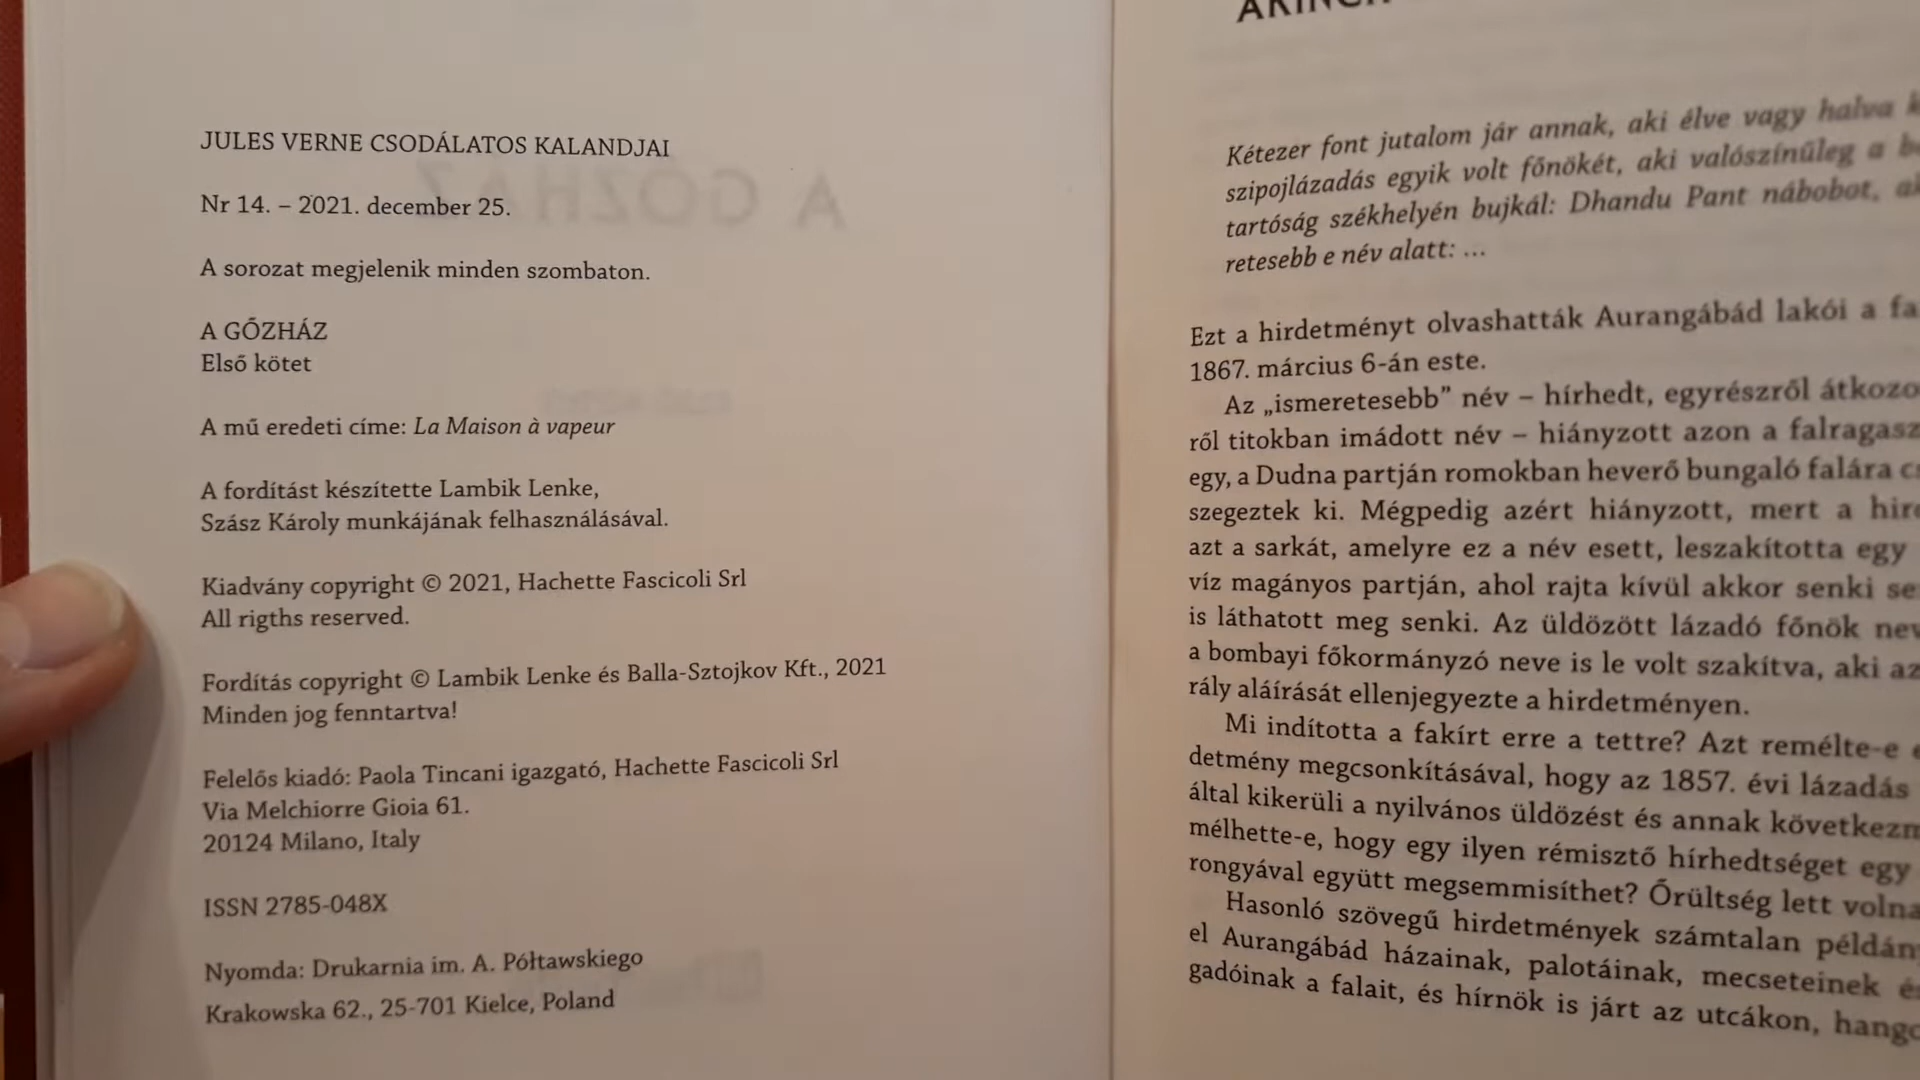 JULES VERNE CSODÁLATOS KALANDJAI
Nr 14. – 2021. december 25.
A sorozat megjelenik minden szombaton.
A GŐZHÁZ
Első kötet
A mű eredeti címe: La Maison à vapeur
A fordítást készítette Lambik Lenke,
Szász Károly munkájának felhasználásával.
Kiadvány copyright © 2021, Hachette Fascicoli Srl
All rigths reserved.
Fordítás copyright © Lambik Lenke és Balla-Sztojkov Kft., 2021
Minden jog fenntartva!
Felelős kiadó: Paola Tincani igazgató, Hachette Fascicoli Srl
Via Melchiorre Gioia 61.
20124 Milano, Italy
ISSN 2785-048X
Nyomda: Drukarnia im. A. Półtawskiego
Krakowska 62., 25-701 Kielce, Poland
Kétezer font jutalom jár annak, aki élve vagy halva
szipojlázadás egyik volt főnökét, aki valószínűleg a
tartóság székhelyén bujkál: Dhandu Pant nábobot,
retesebb e név alatt: ...
Ezt a hirdetményt olvashatták Aurangábád lakói a fa
1867. március 6-án este.
Az „ismeretesebb” név – hírhedt, egyrészről átkozo
ről titokban imádott név – hiányzott azon a falragasz
egy, a Dudna partján romokban heverő bungaló falára
szegeztek ki. Mégpedig azért hiányzott, mert a hir
azt a sarkát, amelyre ez a név esett, leszakította egy
víz magányos partján, ahol rajta kívül akkor senki se
is láthatott meg senki. Az üldözött lázadó főnök nev
a bombayi főkormányzó neve is le volt szakítva, aki az
rály aláírását ellenjegyezte a hirdetményen.
Mi indította a fakírt erre a tettre? Azt remélte-e
detmény megcsonkításával, hogy az 1857. évi lázadás
által kikerüli a nyilvános üldözést és annak következm
mélhette-e, hogy egy ilyen rémisztő hírhedtséget egy
rongyával együtt megsemmisíthet? Őrültség lett volna
Hasonló szövegű hirdetmények számtalan példán
el Aurangábád házainak, palotáinak, mecseteinek és
gadóinak a falait, és hírnök is járt az utcákon, hango